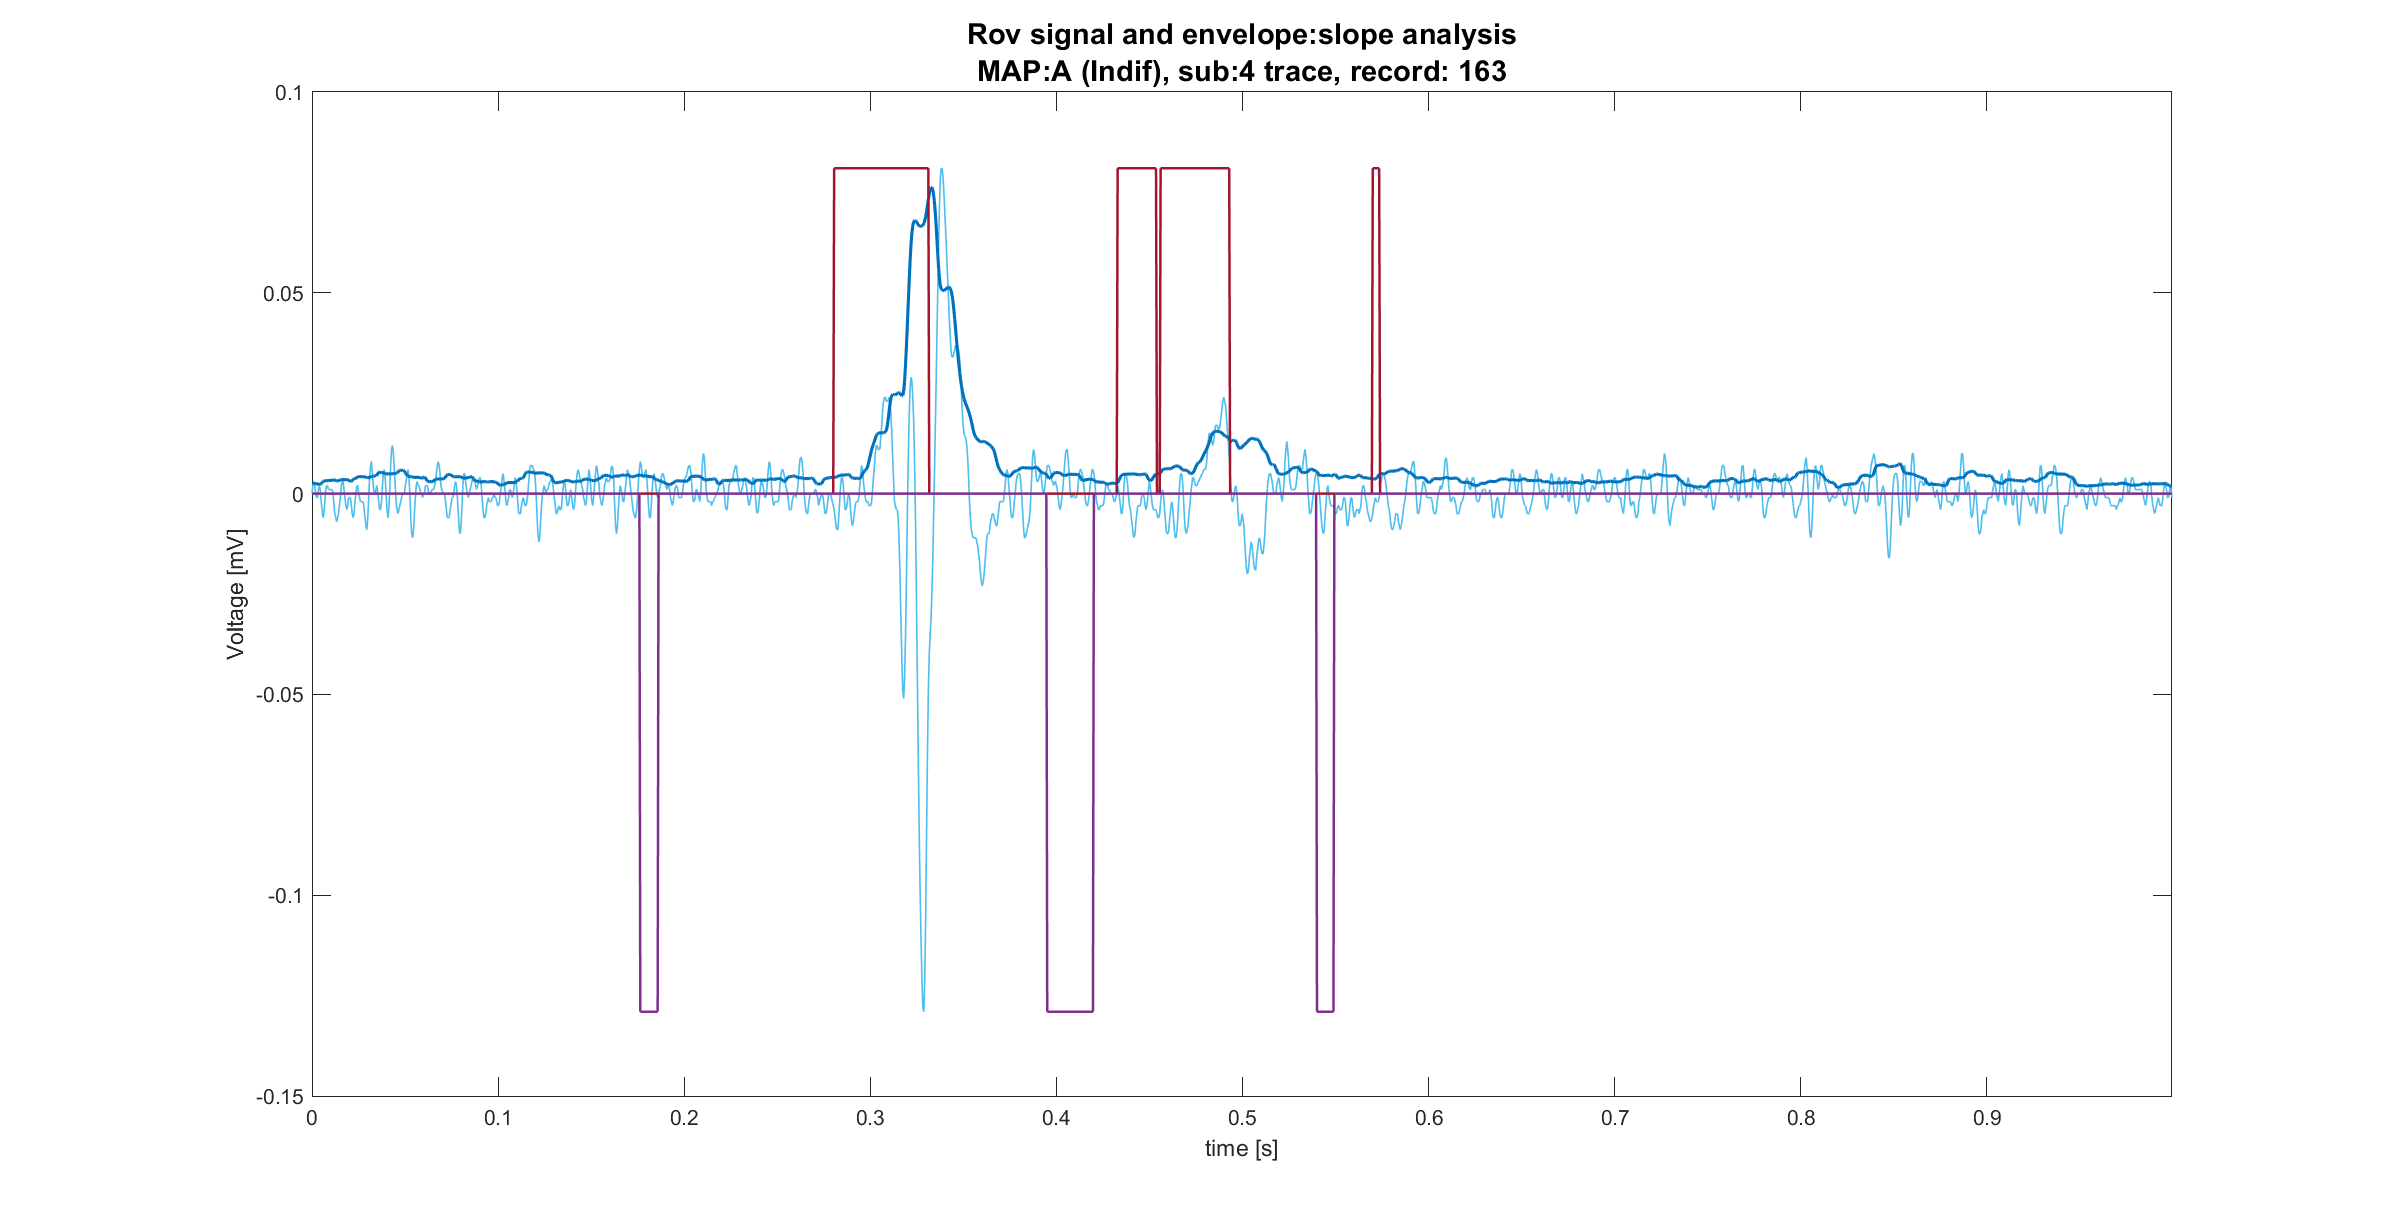 Rov signal and envelope:slope analysis
MAP:A (Indif), sub:4 trace, record: 163
0.1
0.05
0
-0.05
-0.1
-0.15
Voltage [mV]
0 0.1 0.2 0.3 0.4 0.5 0.6 0.7 0.8 0.9
time [s]